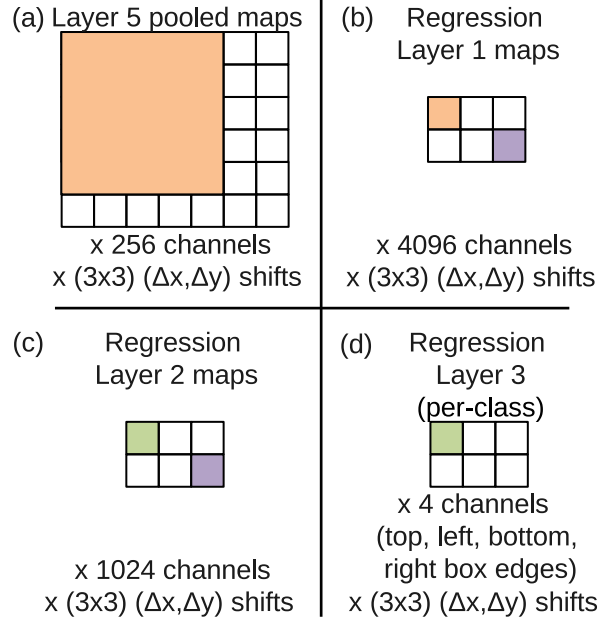 (a) Layer 5 pooled maps
x 256 channels
x (3x3) (Δx,Δy) shifts
(b) Regression
Layer 1 maps
x 4096 channels
x (3x3) (Δx,Δy) shifts
(c) Regression
Layer 2 maps
x 1024 channels
x (3x3) (Δx,Δy) shifts
(d) Regression
Layer 3
(per-class)
x 4 channels
(top, left, bottom,
right box edges)
x (3x3) (Δx,Δy) shifts